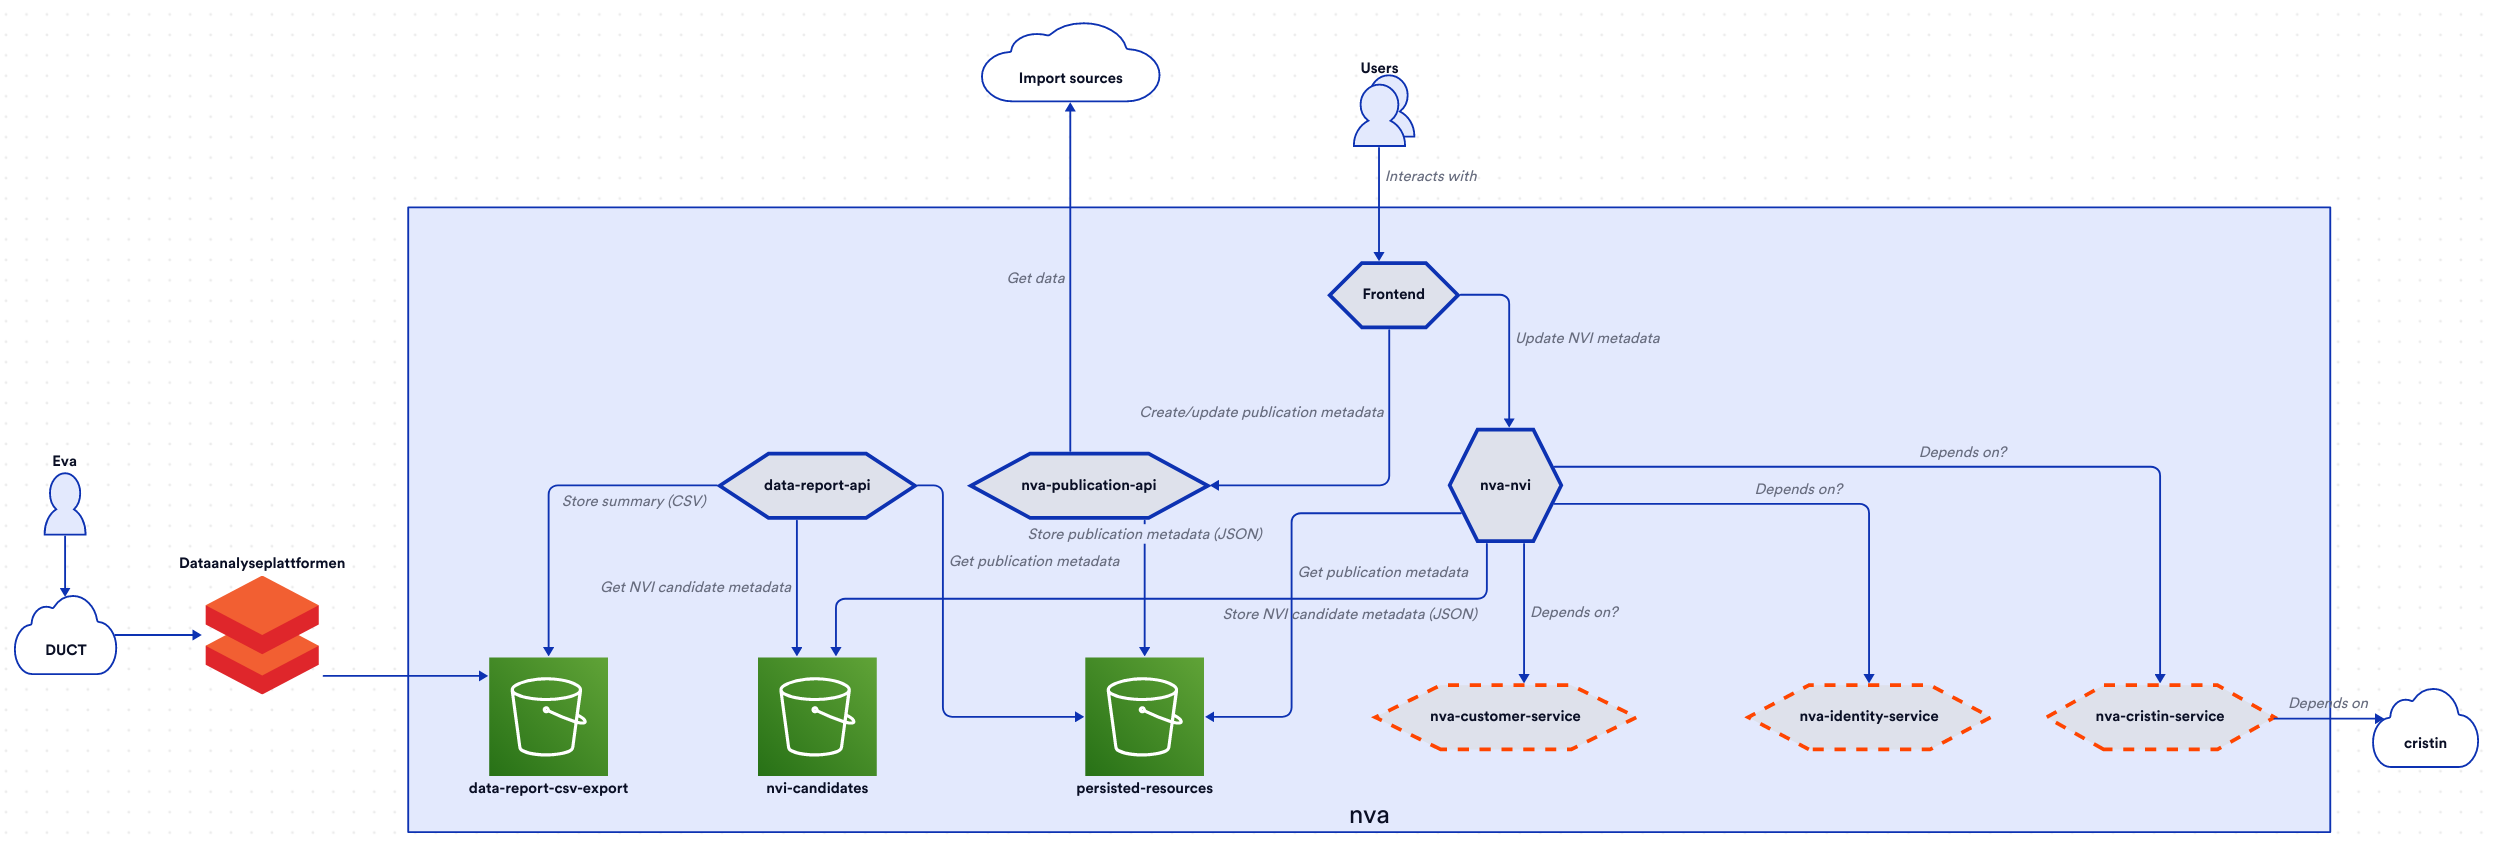 Import sources
Users
Interacts with
Get data
Frontend
Update NVI metadata
Create/update publication metadata
Depends on?
Eva
data-report-api
nva-publication-api
nva-nvi
Depends on?
Store summary (CSV)
Store publication metadata (JSON)
Dataanalyseplattformen
Get publication metadata
Get publication metadata
Get NVI candidate metadata
Store NVI candidate metadata (JSON)
Depends on?
DUCT
Depends on
nva-customer-service
nva-identity-service
nva-cristin-service
cristin
data-report-csv-export
nvi-candidates
persisted-resources
nva